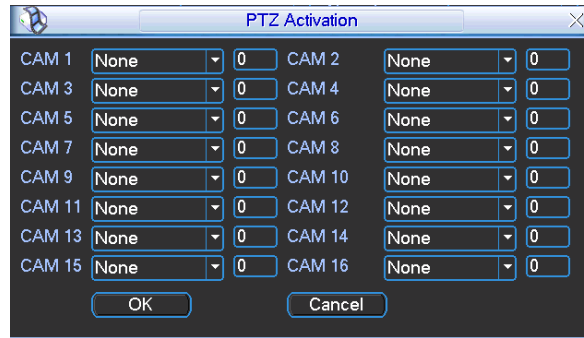 PTZ Activation
CAM 1 None 0 CAM 2 None 0
CAM 3 None 0 CAM 4 None 0
CAM 5 None 0 CAM 6 None 0
CAM 7 None 0 CAM 8 None 0
CAM 9 None 0 CAM 10 None 0
CAM 11 None 0 CAM 12 None 0
CAM 13 None 0 CAM 14 None 0
CAM 15 None 0 CAM 16 None 0
OK Cancel